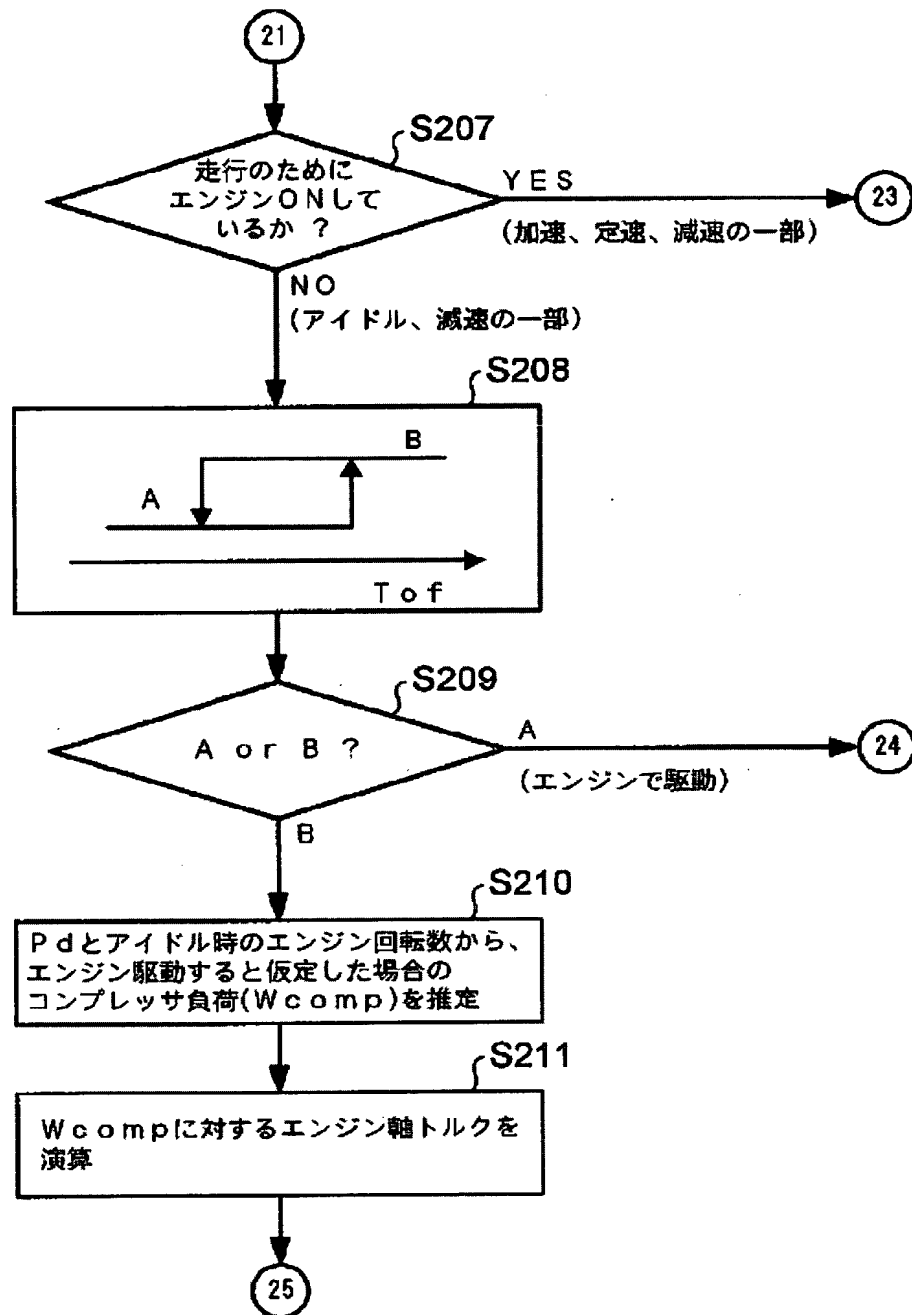 21
S207
走行のために
エンジンONして
いるか ?
YES
23
(加速、定速、減速の一部)
NO
(アイドル、減速の一部)
S208
B
A
Tof
S209
A or B ?
A
24
(エンジンで駆動)
B
S210
Pdとアイドル時のエンジン回転数から、
エンジン駆動すると仮定した場合の
コンプレッサ負荷(Wcomp)を推定
S211
Wcompに対するエンジン軸トルクを
演算
25